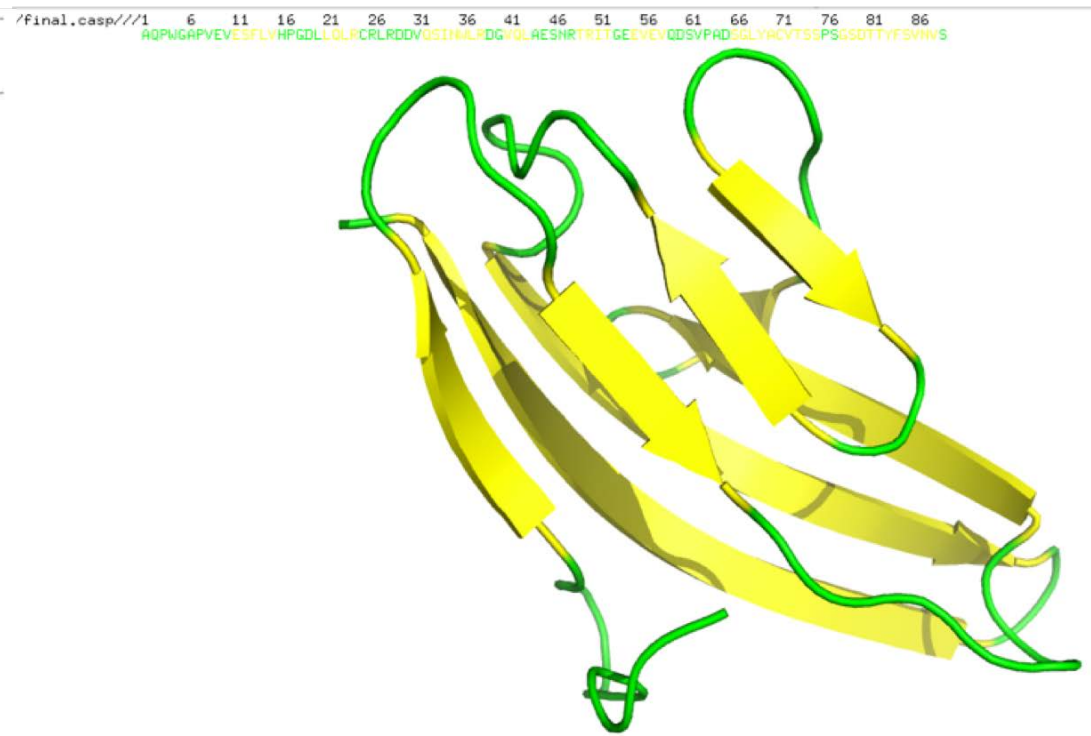 /final.casp///1 6 11 16 21 26 31 36 41 46 51 56 61 66 71 76 81 86
AQPWGAPVEVESFLVHPGDLLQLRCRLRDDVQSINWLRDGVQLAESNRTRITGEEVEVQDSVPADSGLYACVTSSPSGSDTTYFSVNVS